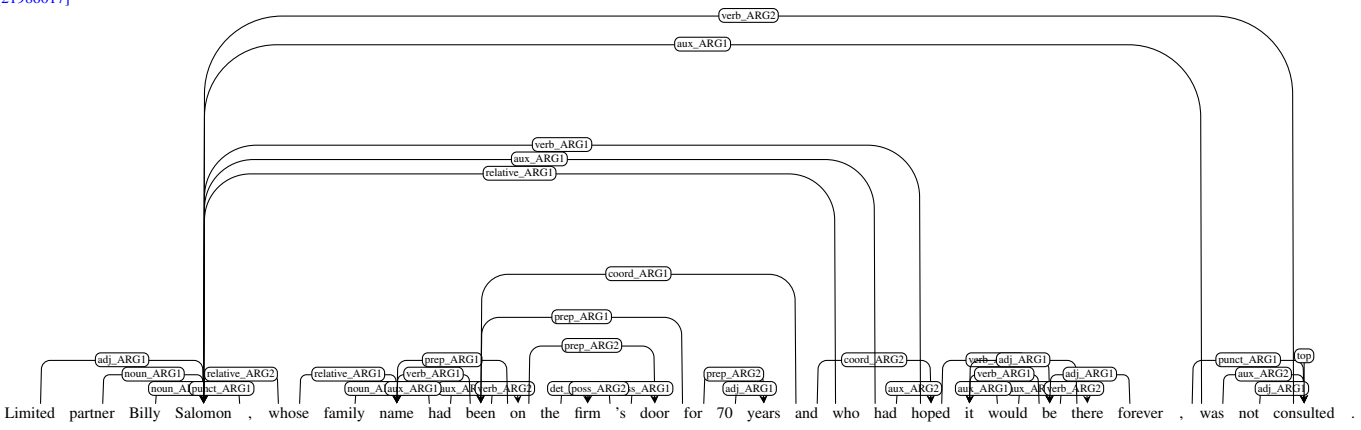 verb_ARG2
aux_ARG1
verb_ARG1
aux_ARG1
relative_ARG1
coord_ARG1
prep_ARG1
prep_ARG2
top
adj_ARG1 prep_ARG1 coord_ARG2 adj_ARG1 punct_ARG1
noun_ARG1 relative_ARG2 relative_ARG1 verb_ARG1 prep_ARG2 verb_ARG1 adj_ARG1 aux_ARG2
punct_ARG1 aux_ARG1 verb_ARG2 poss_ARG2 adj_ARG1 aux_ARG2 aux_ARG1 verb_ARG2 adj_ARG1
Limited partner Billy Salomon , whose family name had been on the firm 's door for 70 years and who had hoped it would be there forever , was not consulted .